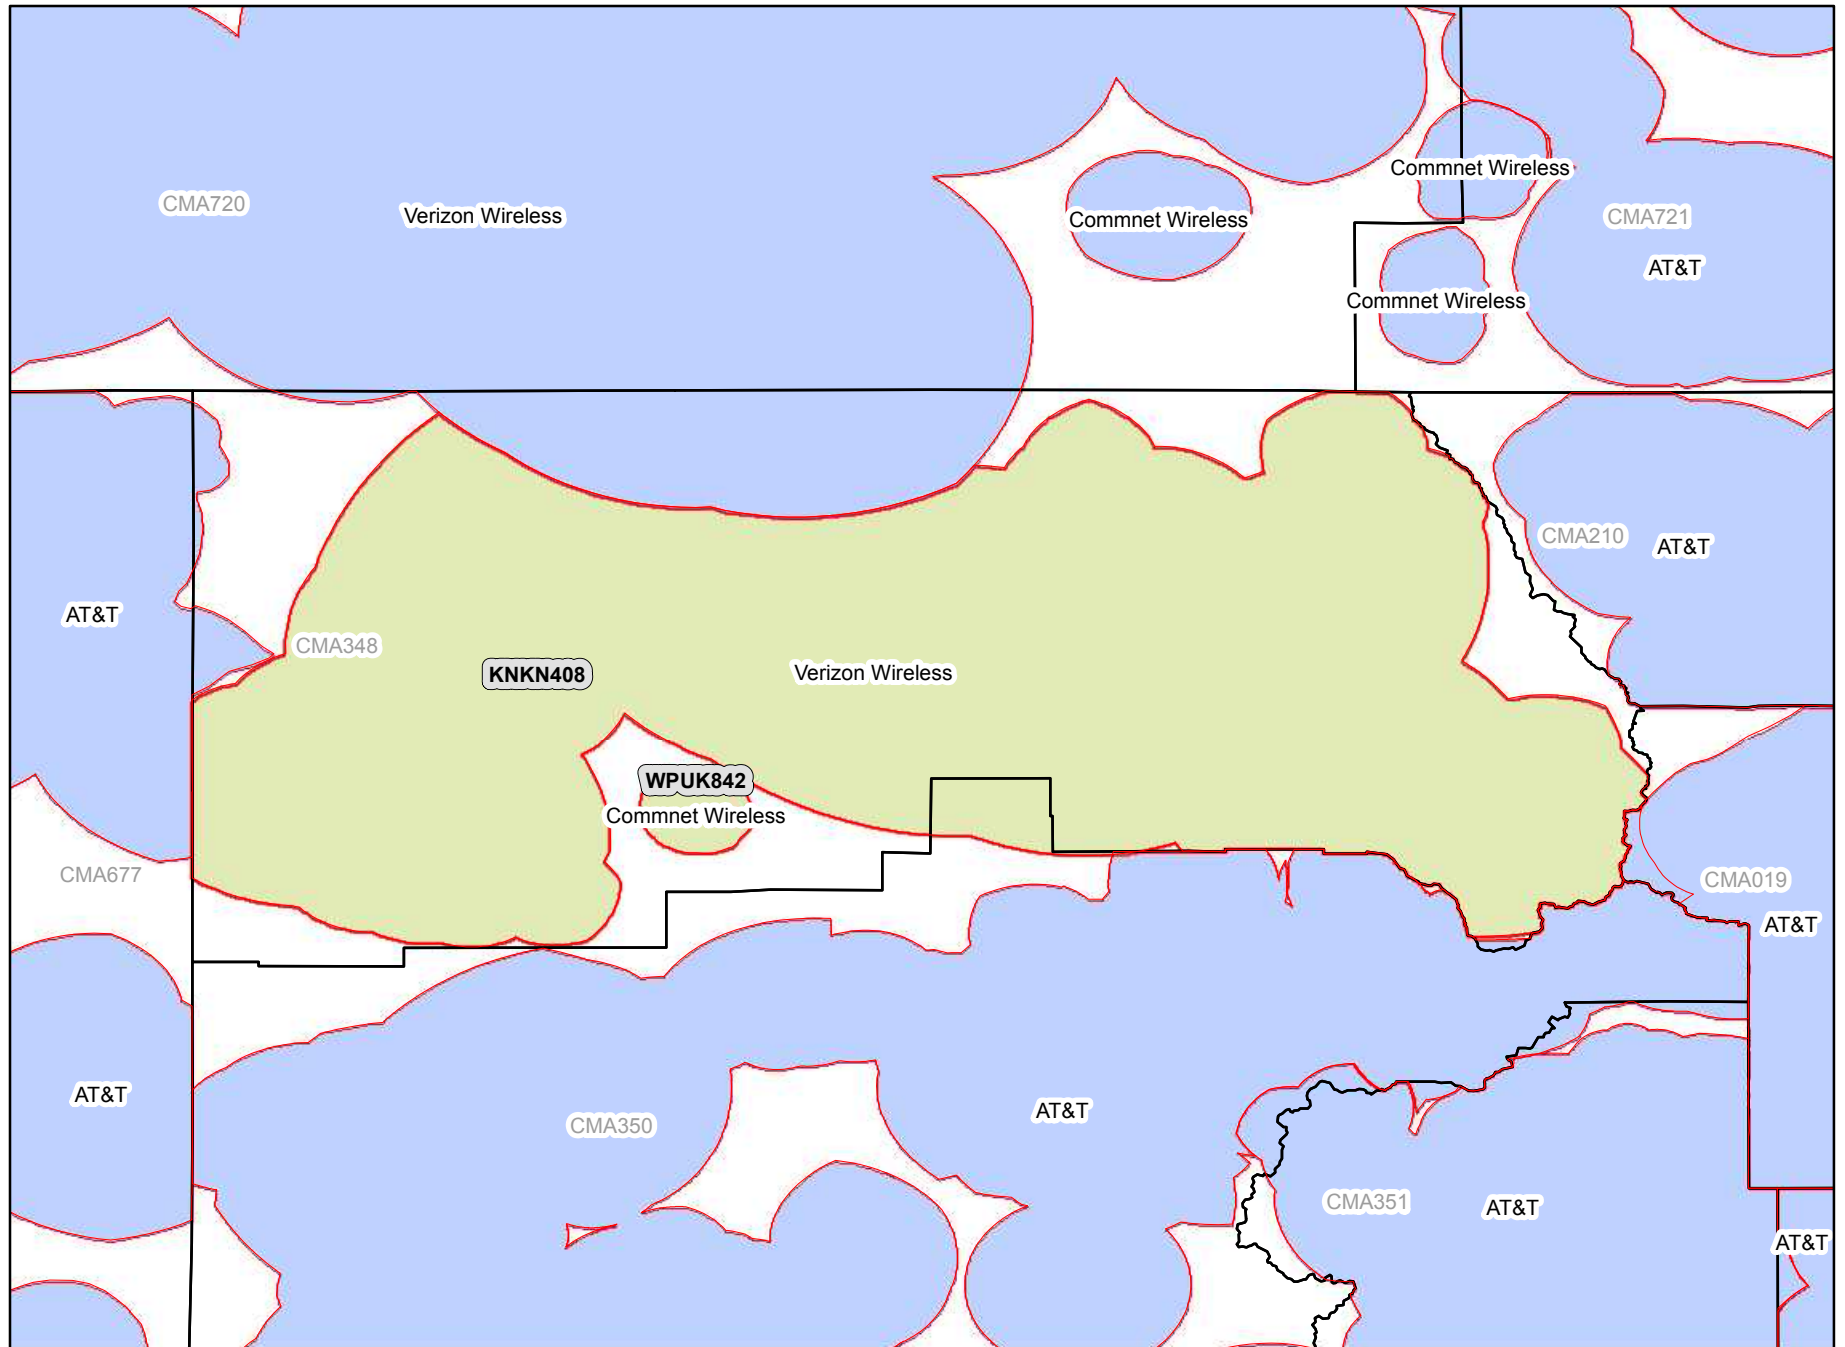 Commnet Wireless
CMA720
Verizon Wireless
Commnet Wireless
CMA721
AT&T
Commnet Wireless
CMA210
AT&T
AT&T
CMA348
KNKN408
Verizon Wireless
WPUK842
Commnet Wireless
CMA677
CMA019
AT&T
AT&T
CMA350
AT&T
CMA351
AT&T
AT&T